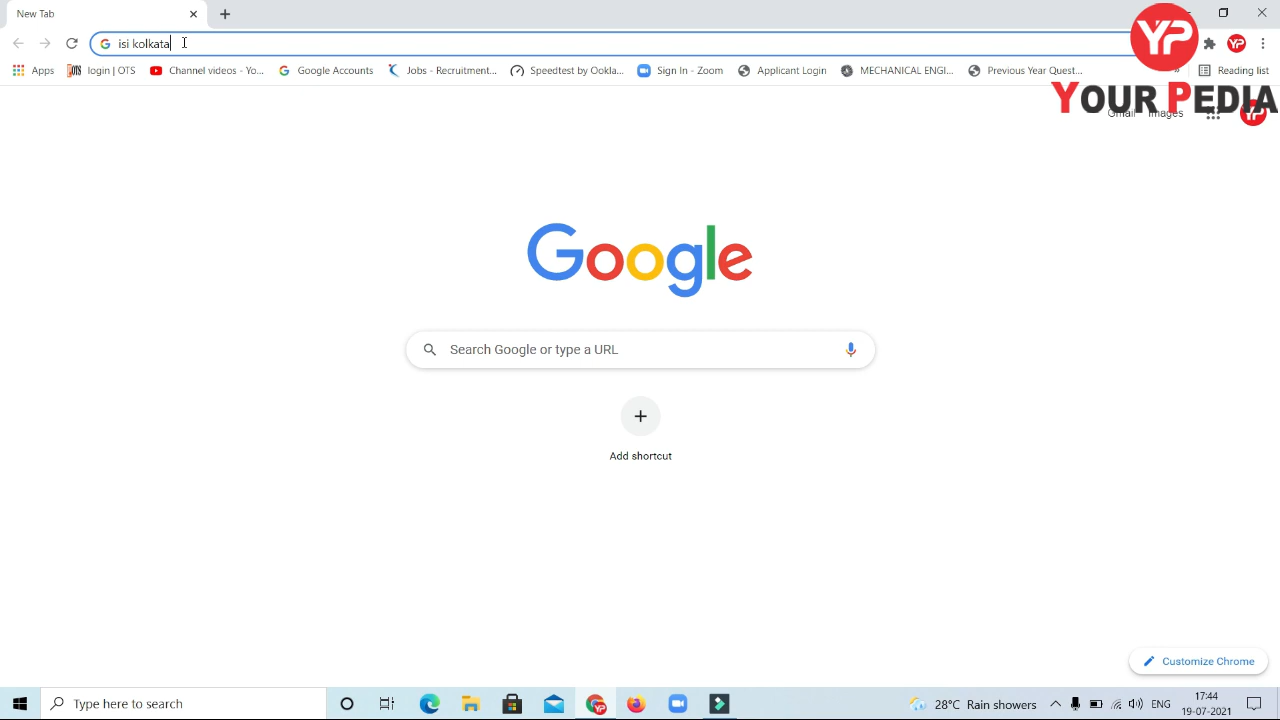 New Tab
isi kolkata
YP
YP
Apps
login | OTS
Channel videos - Yo...
Google Accounts
Jobs - Recruitmer...
Speedtest by Ookla...
Sign In - Zoom
Applicant Login
MECHANICAL ENGI...
Previous Year Quest...
»
Reading list
YOUR PEDIA
Gmail
Images
Google
Search Google or type a URL
Add shortcut
Customize Chrome
Type here to search
28°C Rain showers
ENG
17:44
19-07-2021